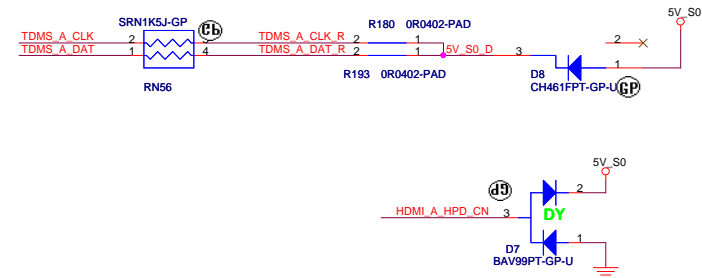 5V_S0
SRN1K5J-GP
R180 0R0402-PAD
TDMS_A_CLK 2 3 TDMS_A_CLK_R 2 1 2
TDMS_A_DAT 1 4 TDMS_A_DAT_R 2 1 5V_S0_D 3 1
R193 0R0402-PAD
D8
RN56
CH461FPT-GP-U
GP
5V_S0
2
HDMI_A_HPD_CN 3 DY
1
D7
BAV99PT-GP-U